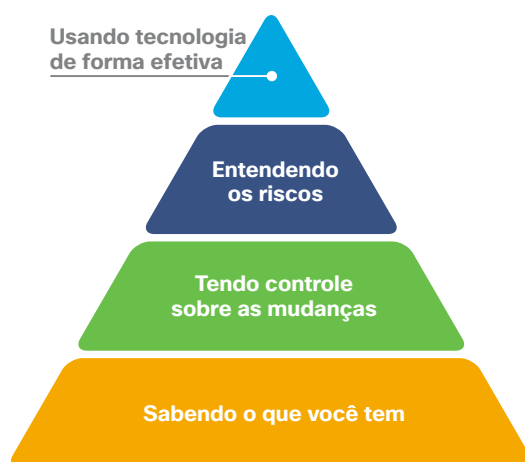 Usando tecnologia
de forma efetiva
Entendendo
os riscos
Tendo controle
sobre as mudanças
Sabendo o que você tem